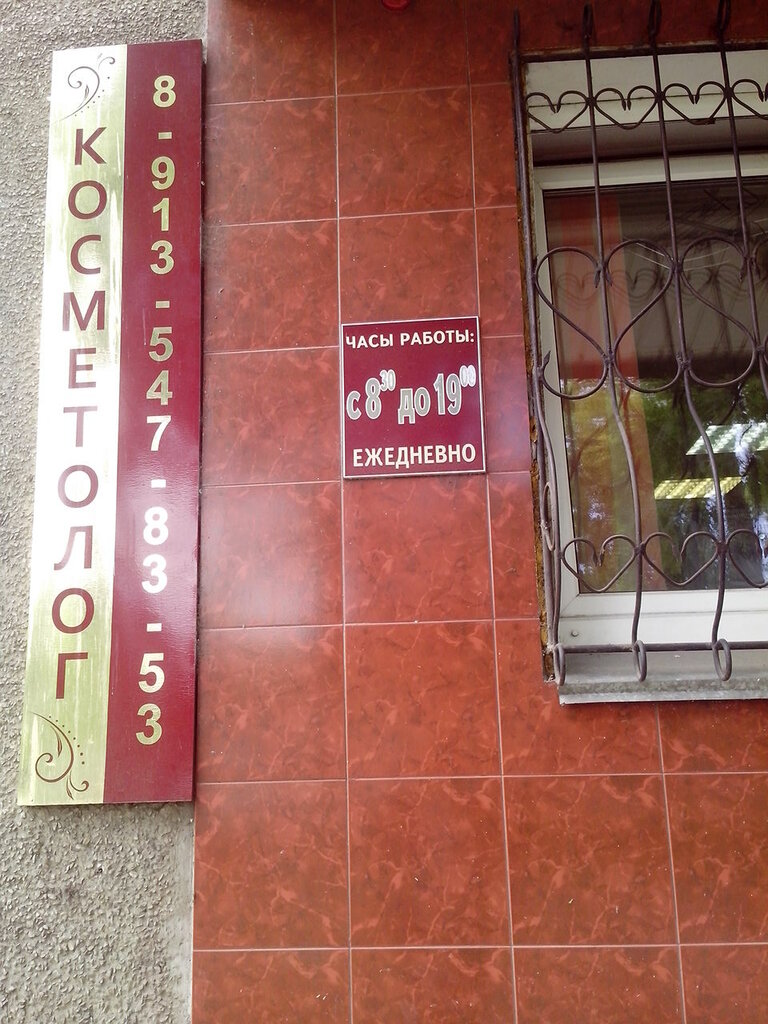 КОСМЕТОЛОГ
8-913-547-83-53
ЧАСЫ РАБОТЫ:
с 8³⁰ до 19⁰⁰
ЕЖЕДНЕВНО